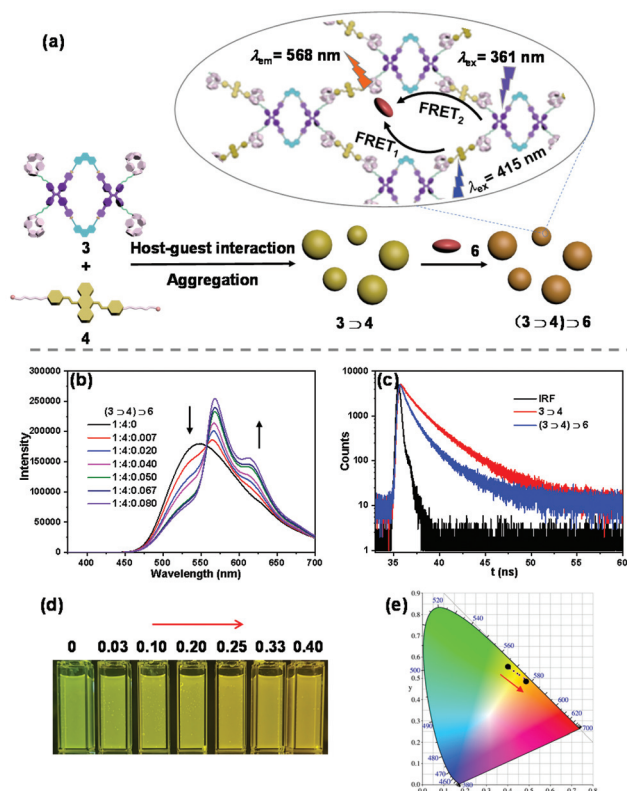 (a)
λem = 568 nm
λex = 361 nm
FRET2
FRET1
λex = 415 nm
3
+
4
Host-guest interaction
Aggregation
3 ⊃ 4
6
(3 ⊃ 4) ⊃ 6
(b)
300000
250000
200000
150000
100000
50000
0
Intensity
(3 ⊃ 4) ⊃ 6
1:4:0
1:4:0.007
1:4:0.020
1:4:0.040
1:4:0.050
1:4:0.067
1:4:0.080
400 450 500 550 600 650 700
Wavelength (nm)
(c)
10000
1000
100
10
1
Counts
IRF
3 ⊃ 4
(3 ⊃ 4) ⊃ 6
35 40 45 50 55 60
t (ns)
(d)
0 0.03 0.10 0.20 0.25 0.33 0.40
(e)
0.9
0.8
0.7
0.6
0.5
0.4
0.3
0.2
0.1
0.0
y
520
540
560
500
580
600
620
700
490
480
470
460
380
0.0 0.1 0.2 0.3 0.4 0.5 0.6 0.7 0.8